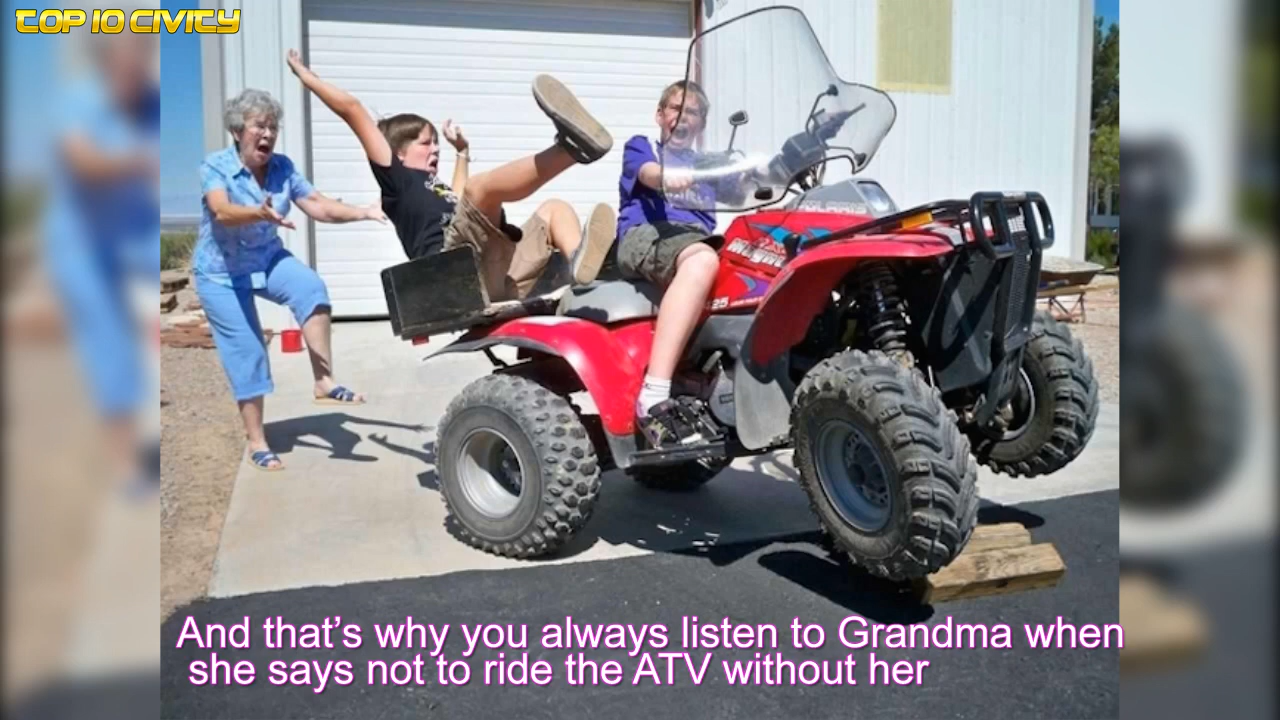 TOP 10 CIVITY
And that's why you always listen to Grandma when
she says not to ride the ATV without her